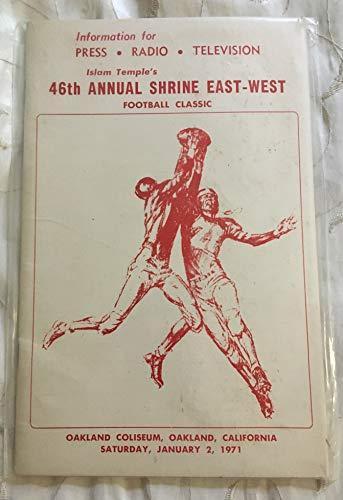 Information for
PRESS • RADIO • TELEVISION
Islam Temple's
46th ANNUAL SHRINE EAST-WEST
FOOTBALL CLASSIC
OAKLAND COLISEUM, OAKLAND, CALIFORNIA
SATURDAY, JANUARY 2, 1971